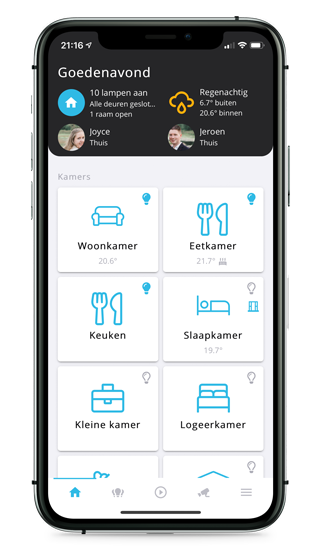 21:16
Goedenavond
10 lampen aan
Alle deuren geslot...
1 raam open
Regenachtig
6.7° buiten
20.6° binnen
Joyce
Thuis
Jeroen
Thuis
Kamers
Woonkamer
20.6°
Eetkamer
21.7°
Keuken
Slaapkamer
19.7°
Kleine kamer
Logeerkamer